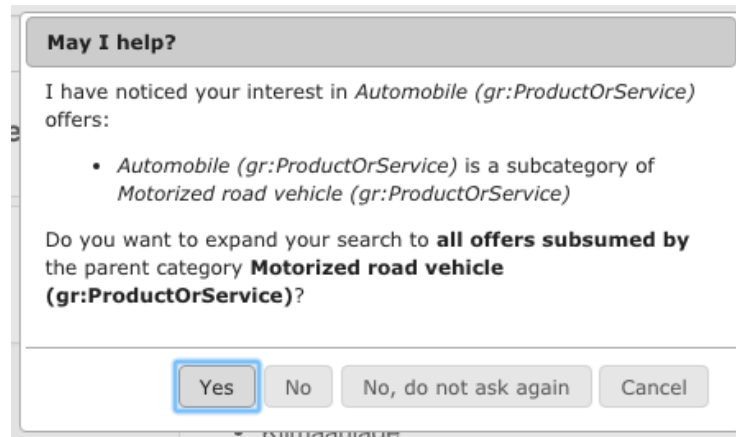 May I help?
I have noticed your interest in Automobile (gr:ProductOrService)
offers:
• Automobile (gr:ProductOrService) is a subcategory of
Motorized road vehicle (gr:ProductOrService)
Do you want to expand your search to all offers subsumed by
the parent category Motorized road vehicle
(gr:ProductOrService)?
Yes No No, do not ask again Cancel